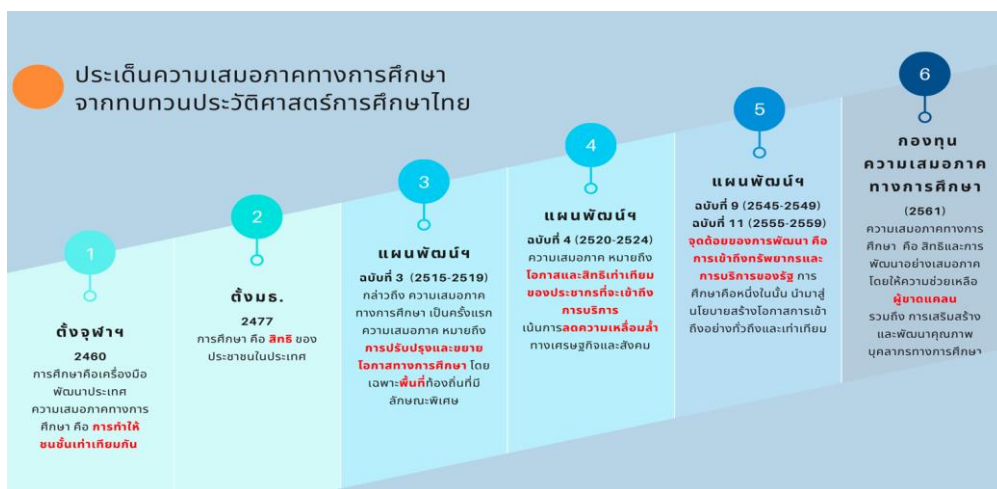 ประเด็นความเสมอภาคทางการศึกษา
จากทบทวนประวัติศาสตร์การศึกษาไทย
1
ตั้งจุฬาฯ
2460
การศึกษาคือเครื่องมือ
พัฒนาประเทศ
ความเสมอภาคทางการ
ศึกษา คือ การทำให้
ชนชั้นเท่าเทียมกัน
2
ตั้งมธ.
2477
การศึกษา คือ สิทธิ ของ
ประชาชนในประเทศ
3
แผนพัฒน์ฯ
ฉบับที่ 3 (2515-2519)
กล่าวถึง ความเสมอภาค
ทางการศึกษา เป็นครั้งแรก
ความเสมอภาค หมายถึง
การปรับปรุงและขยาย
โอกาสทางการศึกษา โดย
เฉพาะพื้นที่ท้องถิ่นที่มี
ลักษณะพิเศษ
4
แผนพัฒน์ฯ
ฉบับที่ 4 (2520-2524)
ความเสมอภาค หมายถึง
โอกาสและสิทธิเท่าเทียม
ของประชากรที่จะเข้าถึง
การบริการ
เน้นการลดความเหลื่อมล้ำ
ทางเศรษฐกิจและสังคม
5
แผนพัฒน์ฯ
ฉบับที่ 9 (2545-2549)
ฉบับที่ 11 (2555-2559)
จุดด้อยของการพัฒนา คือ
การเข้าถึงทรัพยากรและ
การบริการของรัฐ การ
ศึกษาคือหนึ่งในนั้น นำมาสู่
นโยบายสร้างโอกาสการเข้า
ถึงอย่างทั่วถึงและเท่าเทียม
6
กองทุน
ความเสมอภาค
ทางการศึกษา
(2561)
ความเสมอภาคทางการ
ศึกษา คือ สิทธิและการ
พัฒนาอย่างเสมอภาค
โดยให้ความช่วยเหลือ
ผู้ขาดแคลน
รวมถึง การเสริมสร้าง
และพัฒนาคุณภาพ
บุคลากรทางการศึกษา